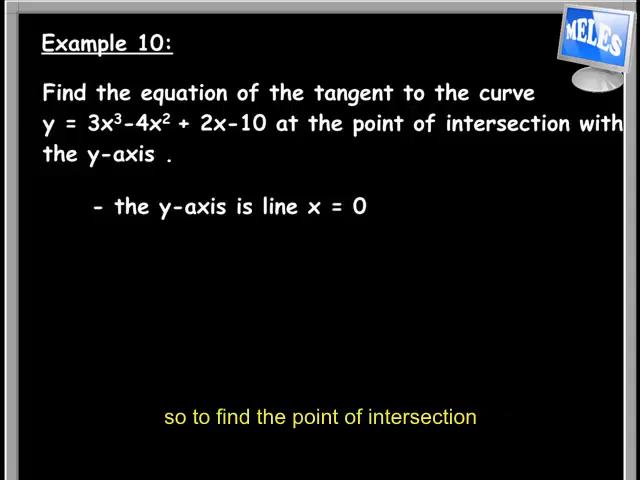 MELES
Example 10:
Find the equation of the tangent to the curve
y = 3x³-4x² + 2x-10 at the point of intersection with
the y-axis .
- the y-axis is line x = 0
so to find the point of intersection